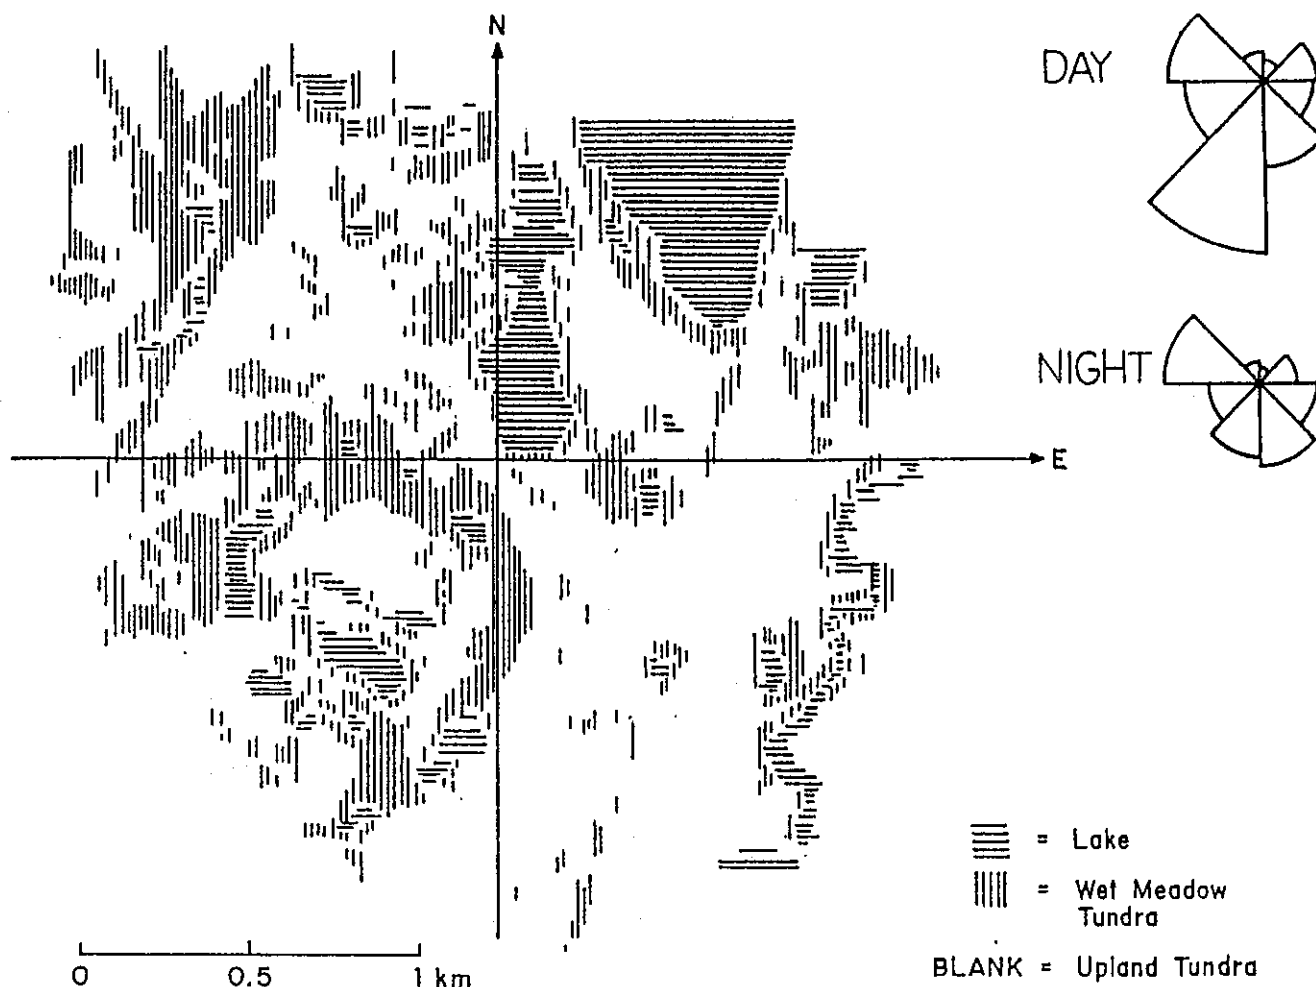 N
DAY
NIGHT
E
= Lake
= Wet Meadow
Tundra
BLANK = Upland Tundra
0 0.5 1 km